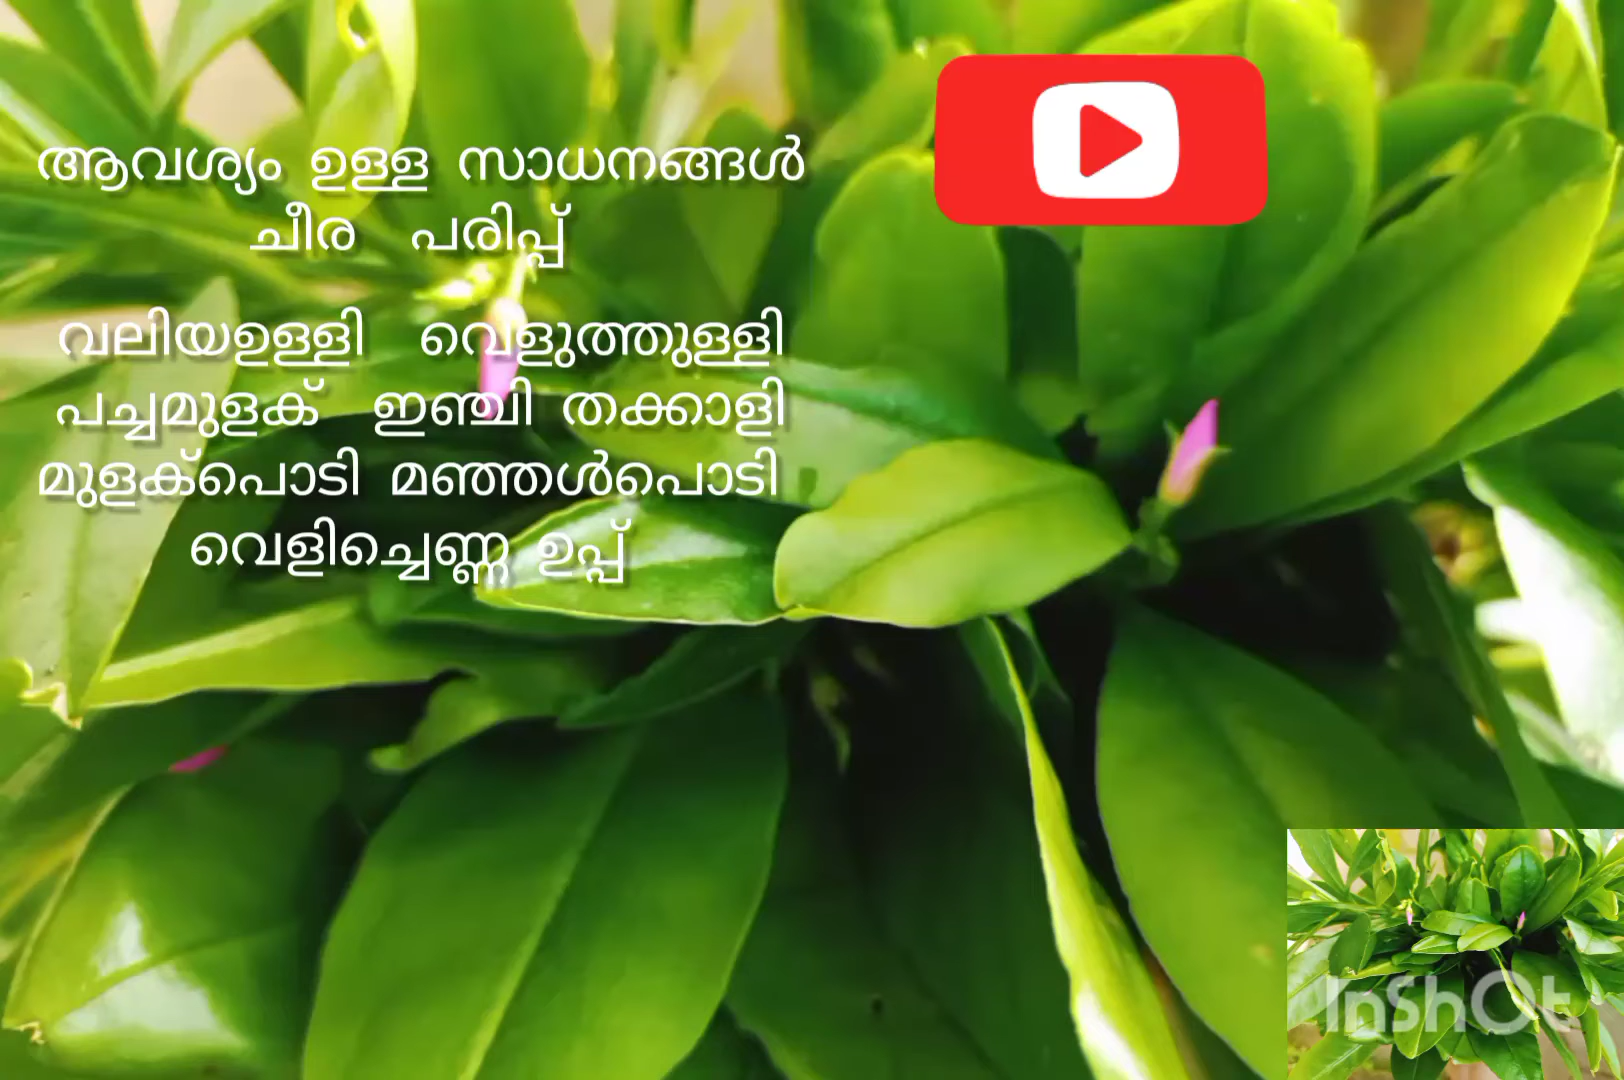 ആവശ്യം ഉള്ള സാധനങ്ങൾ
ചീര പരിപ്പ്
വലിയഉള്ളി വെളുത്തുള്ളി
പച്ചമുളക് ഇഞ്ചി തക്കാളി
മുളക്പൊടി മഞ്ഞൾപൊടി
വെളിച്ചെണ്ണ ഉപ്പ്
InShOt